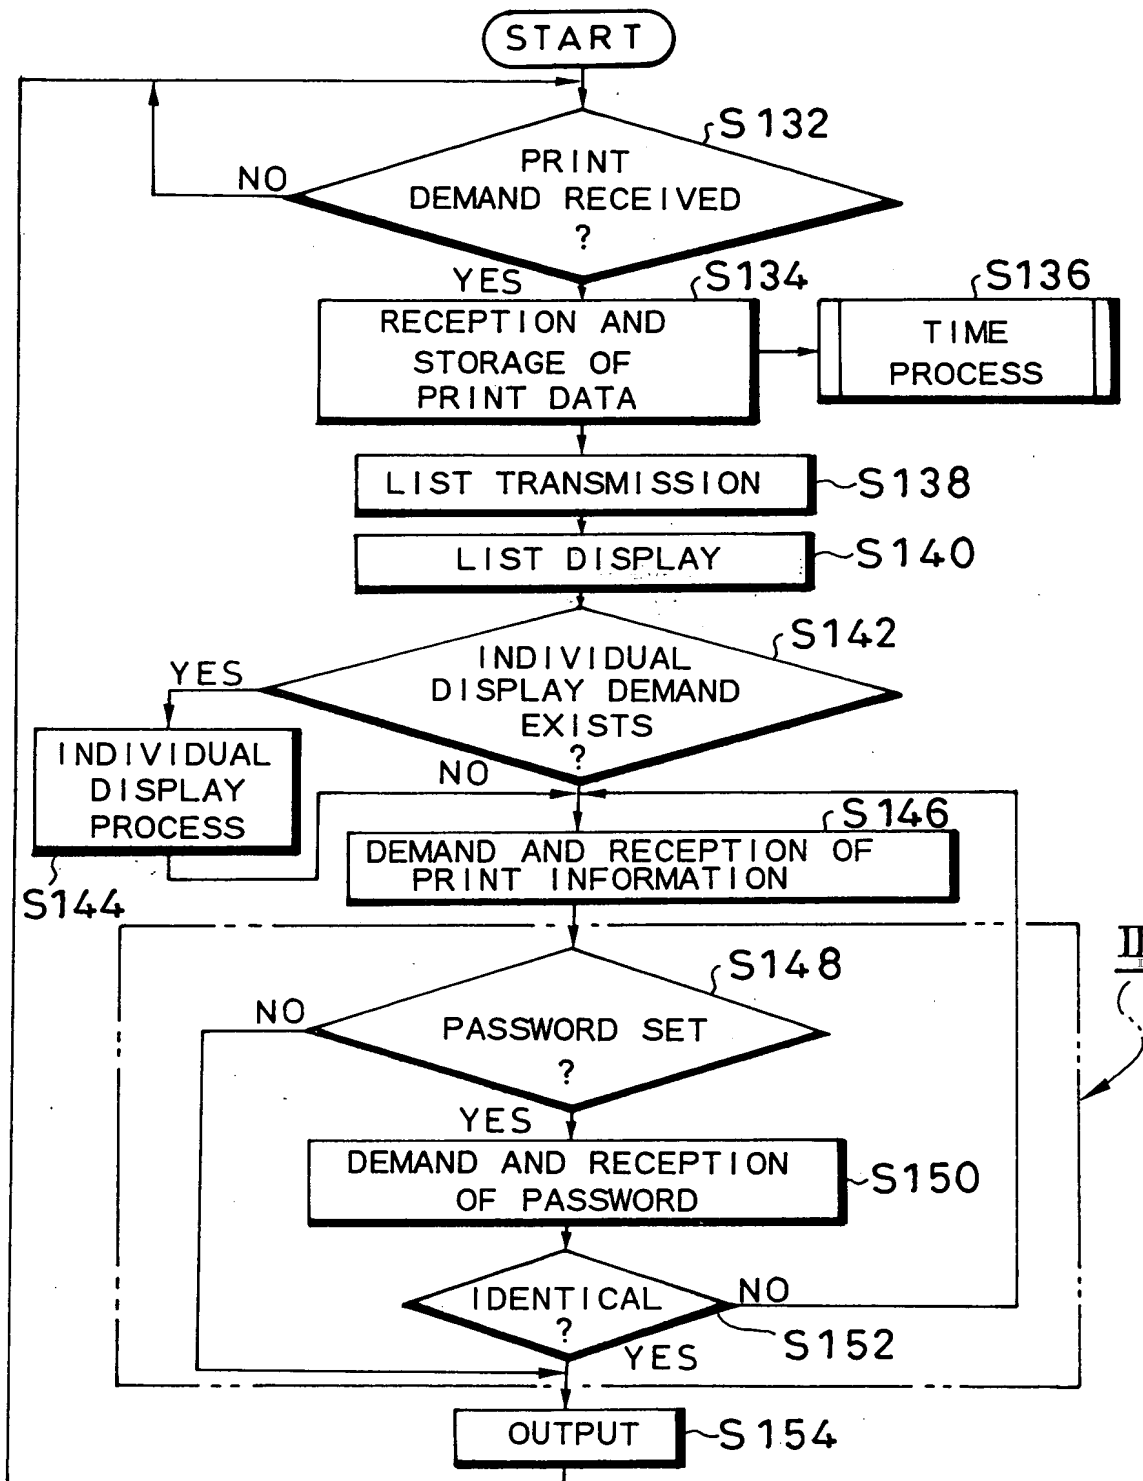 START
S132
PRINT
DEMAND RECEIVED
?
NO
YES
S134
RECEPTION AND
STORAGE OF
PRINT DATA
S136
TIME
PROCESS
LIST TRANSMISSION
S138
LIST DISPLAY
S140
S142
INDIVIDUAL
DISPLAY DEMAND
EXISTS
?
YES
NO
INDIVIDUAL
DISPLAY
PROCESS
S144
S146
DEMAND AND RECEPTION OF
PRINT INFORMATION
II
S148
PASSWORD SET
?
NO
YES
DEMAND AND RECEPTION
OF PASSWORD
S150
IDENTICAL
?
NO
S152
YES
OUTPUT
S154